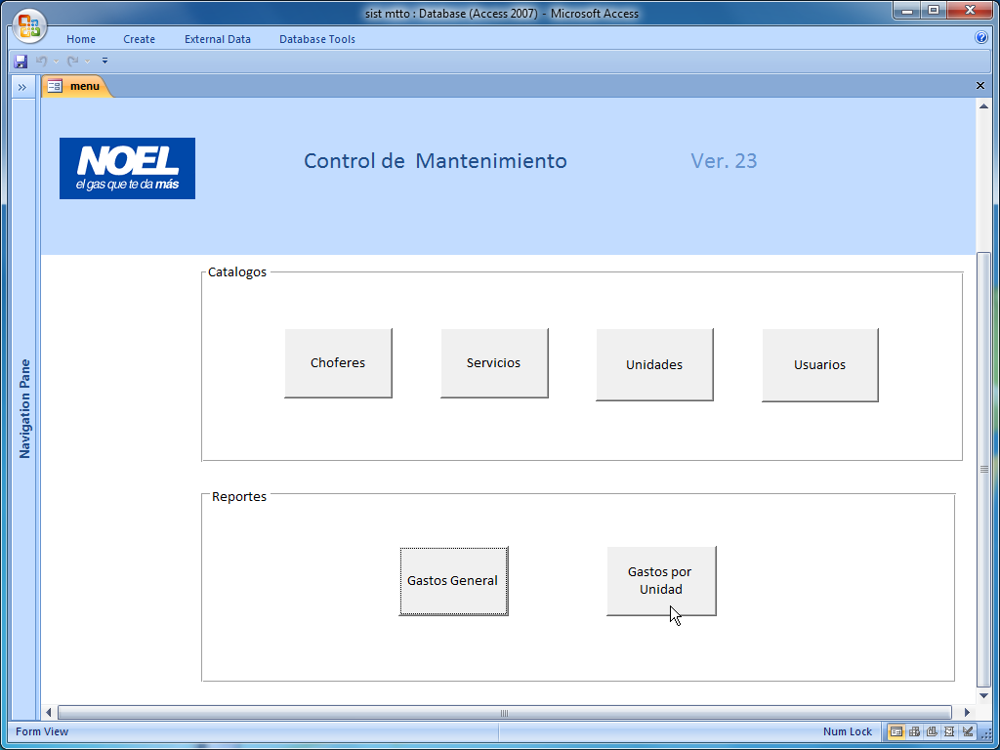 sist mtto : Database (Access 2007) - Microsoft Access
Home Create External Data Database Tools
menu
NOEL
el gas que te da más
Control de Mantenimiento
Ver. 23
Navigation Pane
Catalogos
Choferes Servicios Unidades Usuarios
Reportes
Gastos General
Gastos por
Unidad
Form View
Num Lock